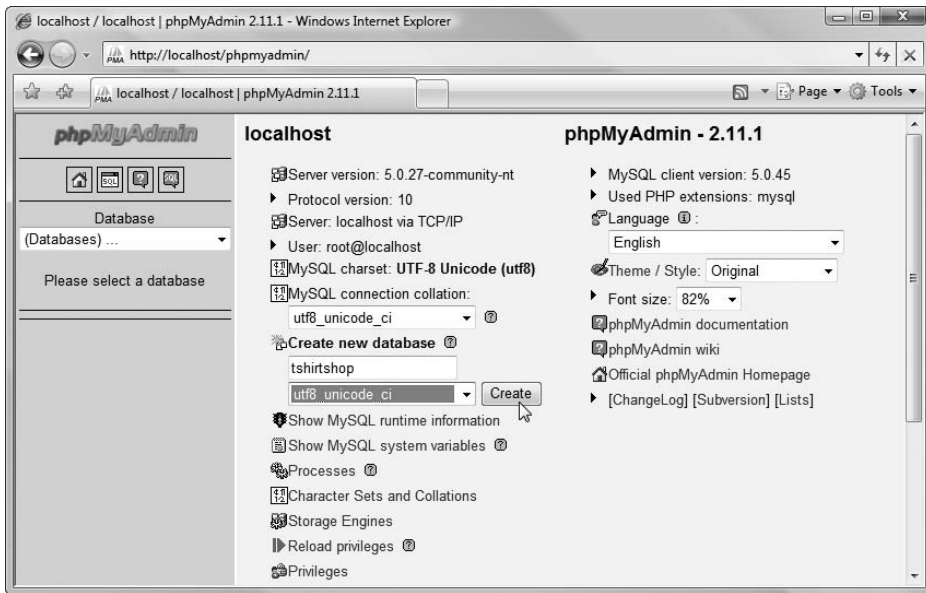 localhost / localhost | phpMyAdmin 2.11.1 - Windows Internet Explorer
PMA http://localhost/phpmyadmin/
PMA localhost / localhost | phpMyAdmin 2.11.1
Page
Tools
phpMyAdmin
SQL
Database
(Databases) ...
Please select a database
localhost
Server version: 5.0.27-community-nt
Protocol version: 10
Server: localhost via TCP/IP
User: root@localhost
MySQL charset: UTF-8 Unicode (utf8)
MySQL connection collation:
utf8_unicode_ci
Create new database
tshirtshop
utf8_unicode_ci
Create
Show MySQL runtime information
Show MySQL system variables
Processes
Character Sets and Collations
Storage Engines
Reload privileges
Privileges
phpMyAdmin - 2.11.1
MySQL client version: 5.0.45
Used PHP extensions: mysql
Language :
English
Theme / Style: Original
Font size: 82%
phpMyAdmin documentation
phpMyAdmin wiki
Official phpMyAdmin Homepage
[ChangeLog] [Subversion] [Lists]